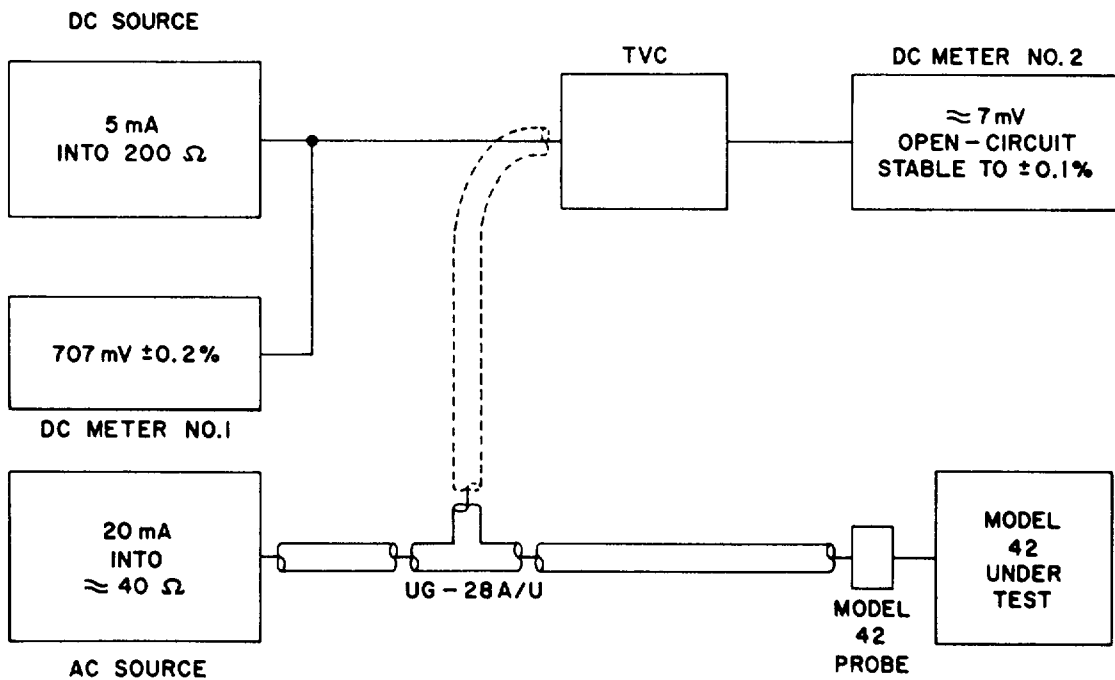 DC SOURCE
5 mA
INTO 200 Ω
TVC
DC METER NO. 2
≈ 7 mV
OPEN-CIRCUIT
STABLE TO ±0.1%
707 mV ±0.2%
DC METER NO. 1
20 mA
INTO
≈ 40 Ω
AC SOURCE
UG-28A/U
MODEL
42
PROBE
MODEL
42
UNDER
TEST